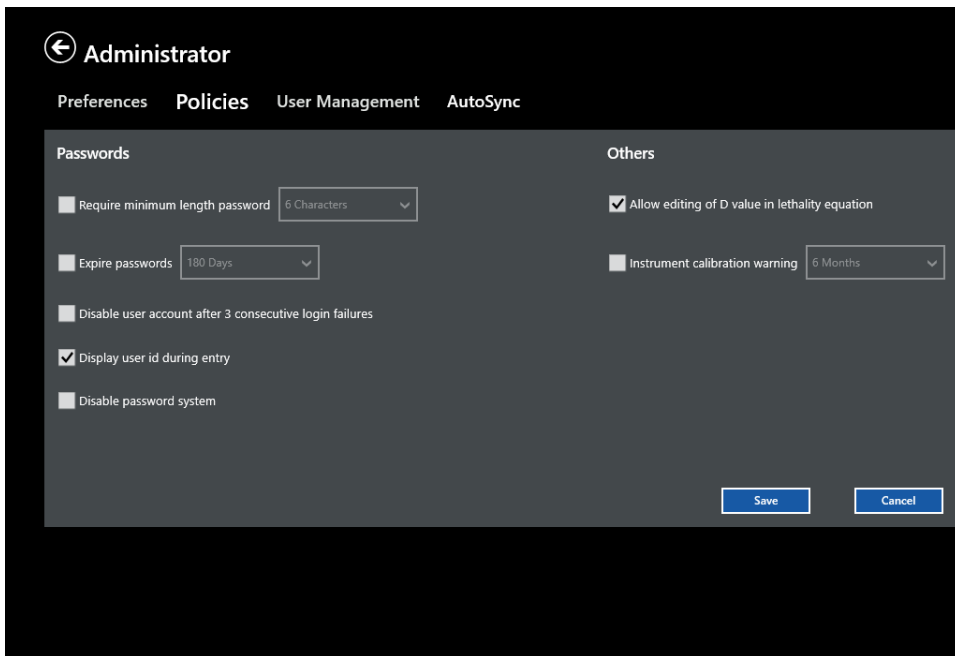 Administrator
Preferences Policies User Management AutoSync
Passwords
Require minimum length password 6 Characters
Expire passwords 180 Days
Disable user account after 3 consecutive login failures
Display user id during entry
Disable password system
Others
Allow editing of D value in lethality equation
Instrument calibration warning 6 Months
Save Cancel